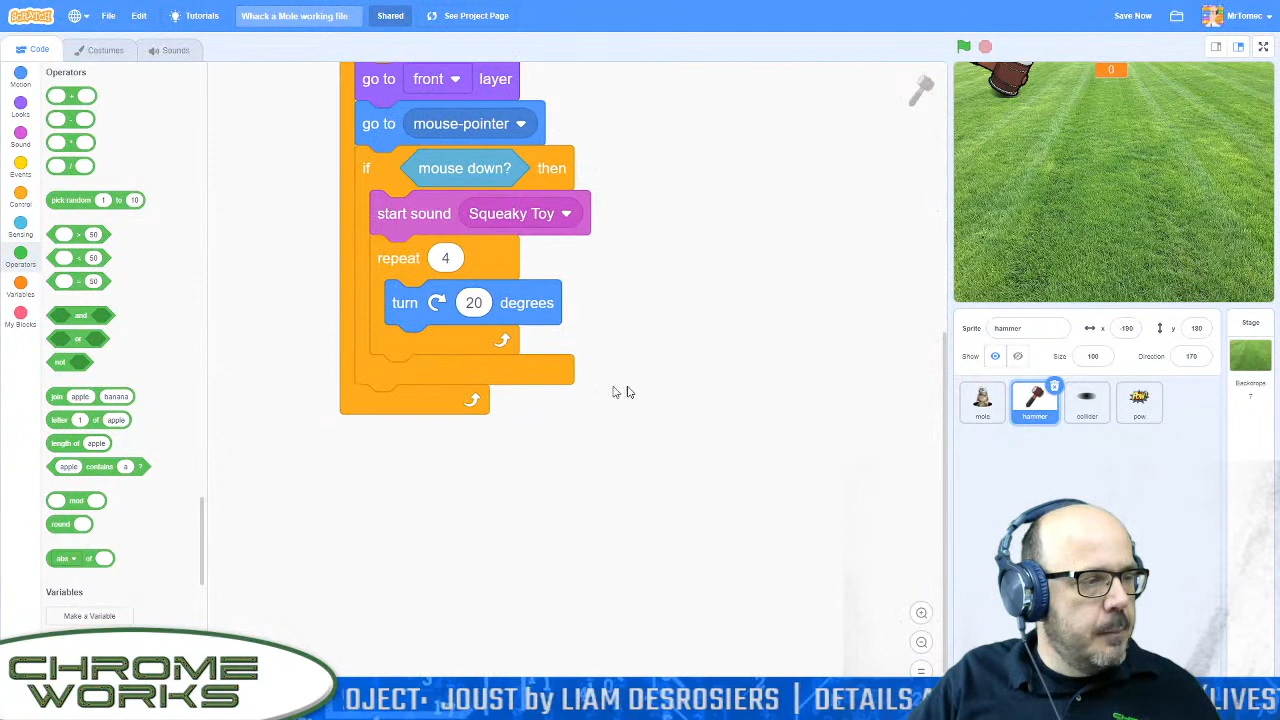 SCRATCH
File
Edit
Tutorials
Whack a Mole working file
Shared
See Project Page
Save Now
MrTomec
Code
Costumes
Sounds
Motion
Looks
Sound
Events
Control
Sensing
Operators
Variables
My Blocks
Operators
+
-
*
/
pick random 1 to 10
> 50
< 50
= 50
and
or
not
join apple banana
letter 1 of apple
length of apple
apple contains a ?
mod
round
abs of
Variables
Make a Variable
go to front layer
go to mouse-pointer
if mouse down? then
start sound Squeaky Toy
repeat 4
turn 20 degrees
0
Sprite hammer x -190 y 180
Show Size 100 Direction 170
Stage
Backdrops
7
mole
hammer
collider
pow
POW
CHROME
WORKS
OJECT: JOUST by LIAM DESROSIERS | DETAILS A
(LIVES